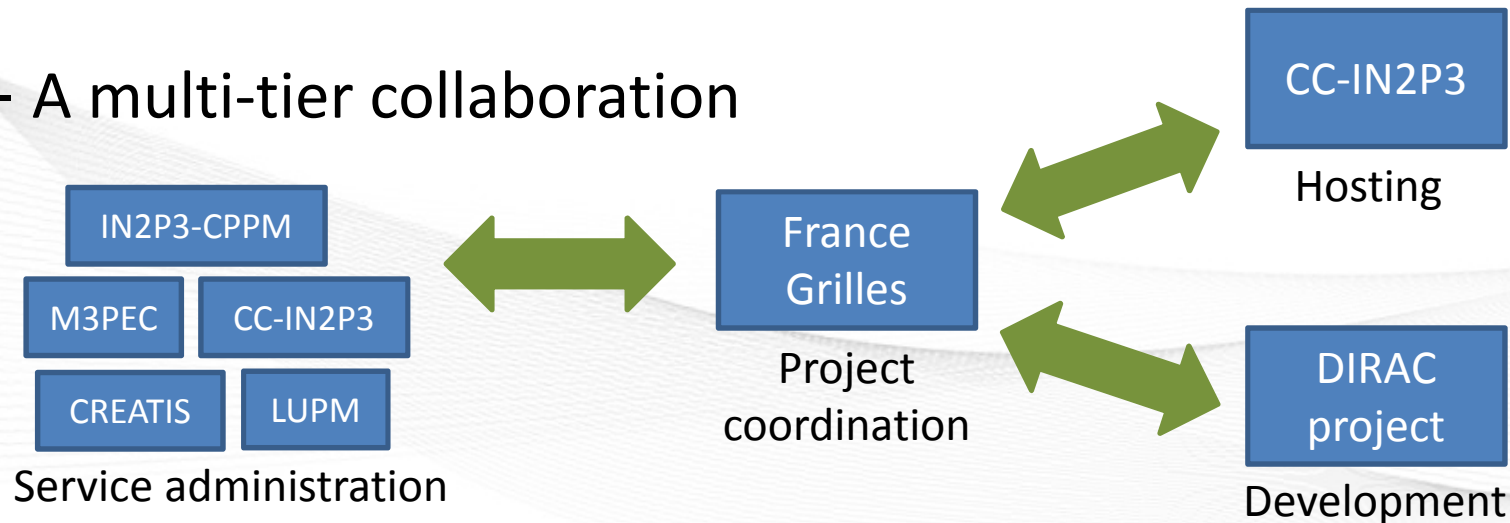 - A multi-tier collaboration
IN2P3-CPPM
M3PEC
CC-IN2P3
CREATIS
LUPM
Service administration
France
Grilles
Project
coordination
CC-IN2P3
Hosting
DIRAC
project
Development